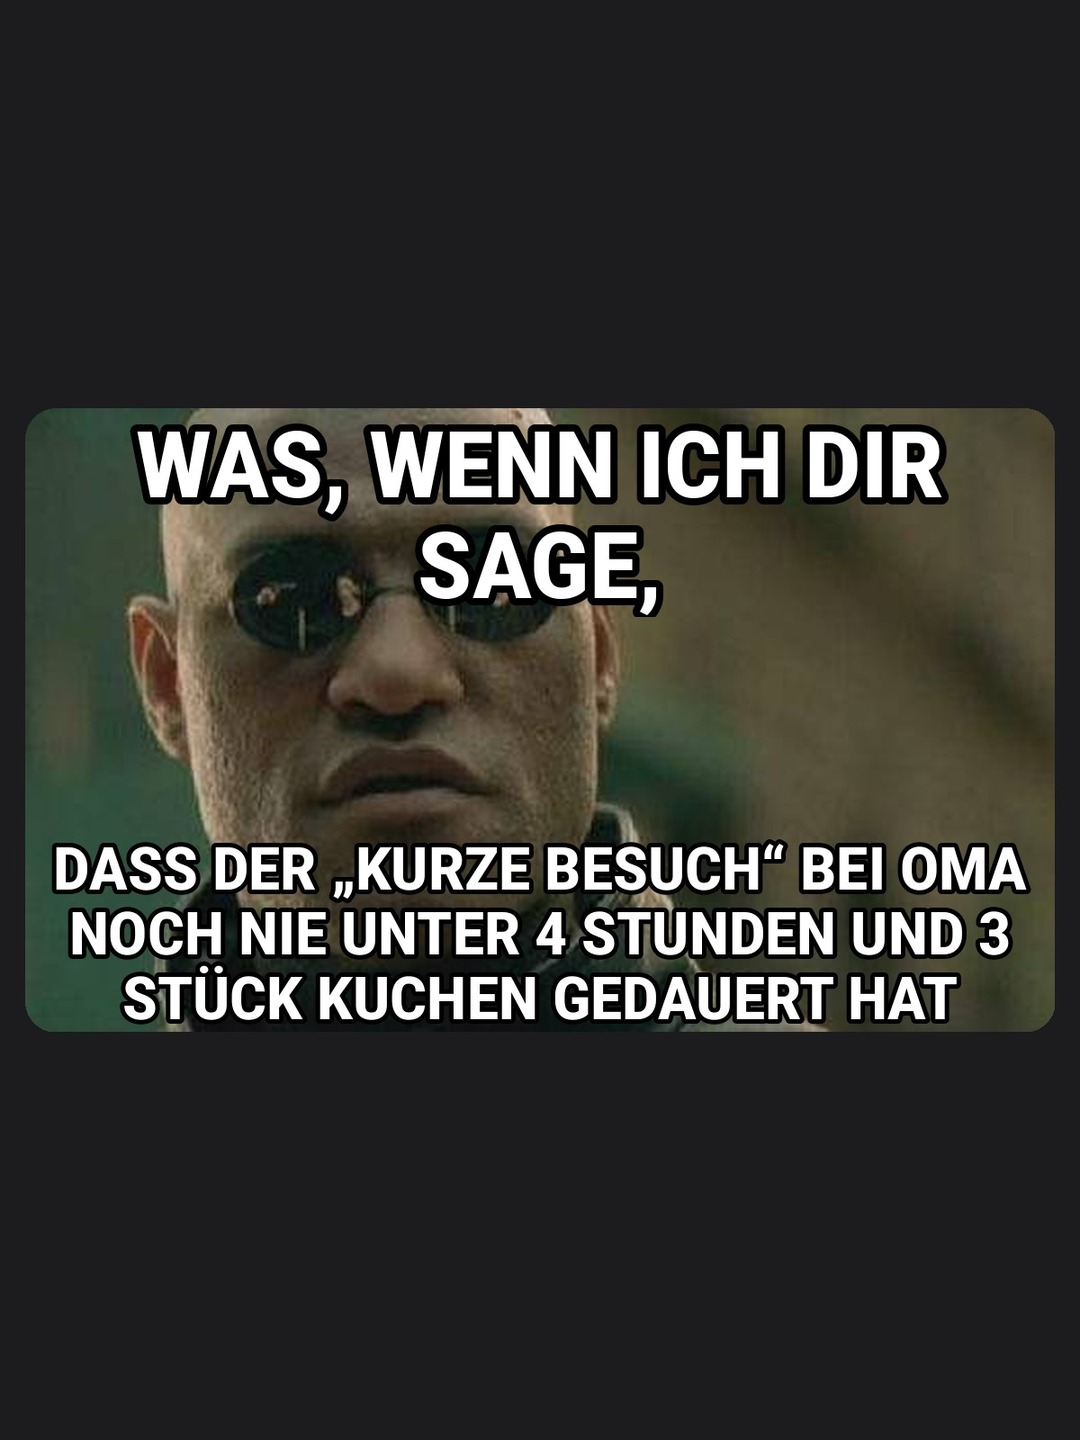 WAS, WENN ICH DIR
SAGE,
DASS DER „KURZE BESUCH“ BEI OMA
NOCH NIE UNTER 4 STUNDEN UND 3
STÜCK KUCHEN GEDAUERT HAT